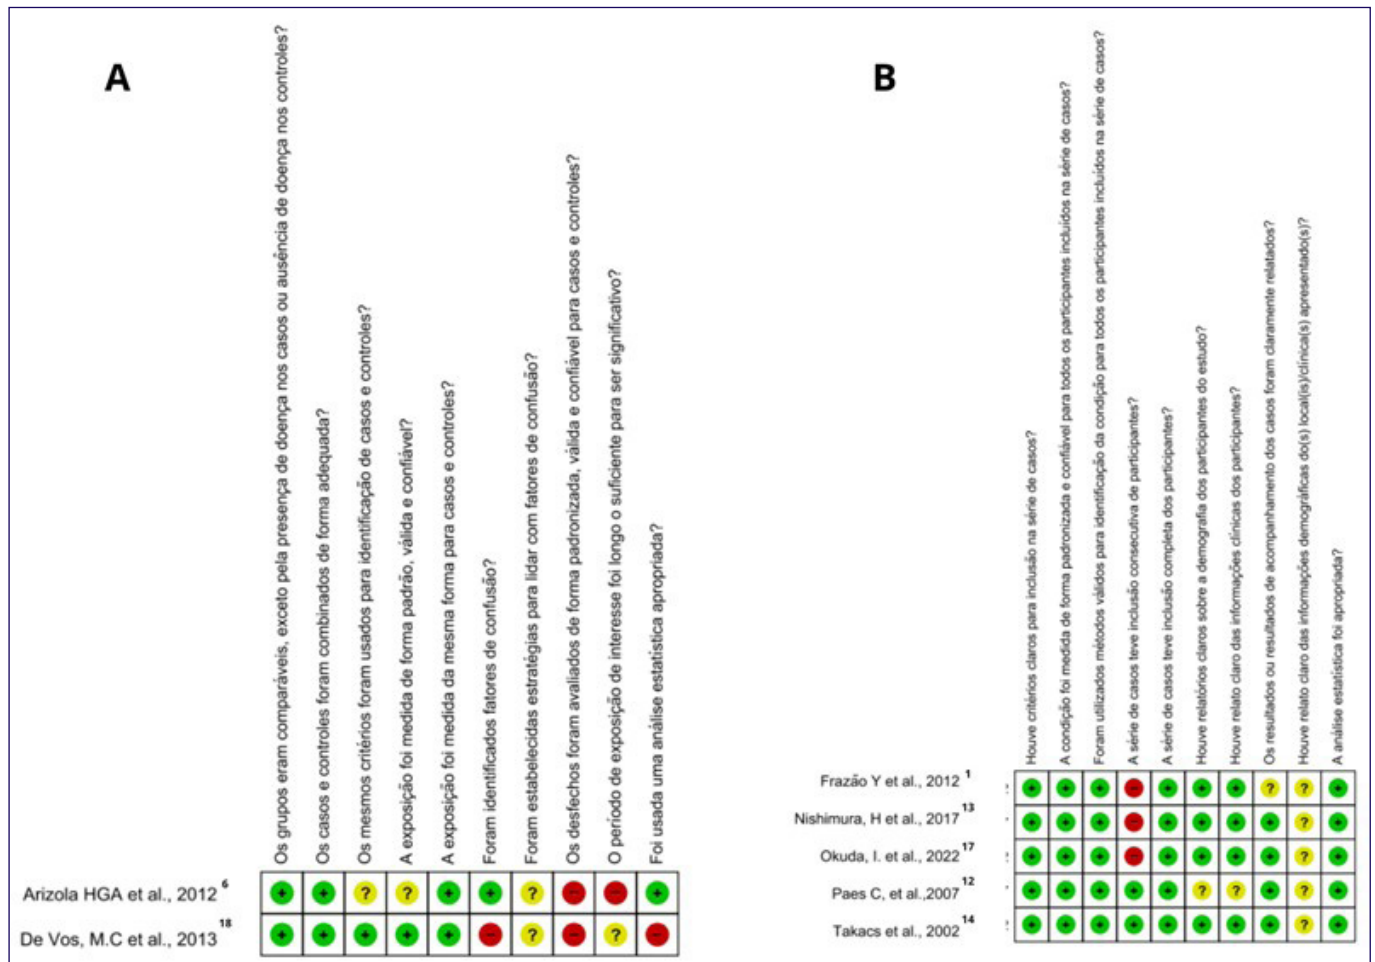 A
Os grupos eram comparáveis, exceto pela presença de doença nos casos ou ausência de doença nos controles?
Os casos e controles foram combinados de forma adequada?
Os mesmos critérios foram usados para identificação de casos e controles?
A exposição foi medida de forma padrão, válida e confiável?
A exposição foi medida da mesma forma para casos e controles?
Foram identificados fatores de confusão?
Foram estabelecidas estratégias para lidar com fatores de confusão?
Os desfechos foram avaliados de forma padronizada, válida e confiável para casos e controles?
O período de exposição de interesse foi longo o suficiente para ser significativo?
Foi usada uma análise estatística apropriada?
Arizola HGA et al., 2012 6 + + ? ? + + ? - - +
De Vos, M.C et al., 2013 18 + + + + + - ? - ? -
B
Houve critérios claros para inclusão na série de casos?
A condição foi medida de forma padronizada e confiável para todos os participantes incluídos na série de casos?
Foram utilizados métodos válidos para identificação da condição para todos os participantes incluídos na série de casos?
A série de casos teve inclusão consecutiva de participantes?
A série de casos teve inclusão completa dos participantes?
Houve relatórios claros sobre a demografia dos participantes do estudo?
Houve relato claro das informações clínicas dos participantes?
Os resultados ou resultados de acompanhamento dos casos foram claramente relatados?
Houve relato claro das informações demográficas do(s) local(is)/clínica(s) apresentado(s)?
A análise estatística foi apropriada?
Frazão Y et al., 2012 1 + + + - + + + ? ? +
Nishimura, H et al., 2017 13 + + + - + + + + ? +
Okuda, I. et al., 2022 17 + + + - + + + + ? +
Paes C, et al.,2007 12 + + + + + ? ? + ? +
Takacs et al., 2002 14 + + + + + + + + ? +